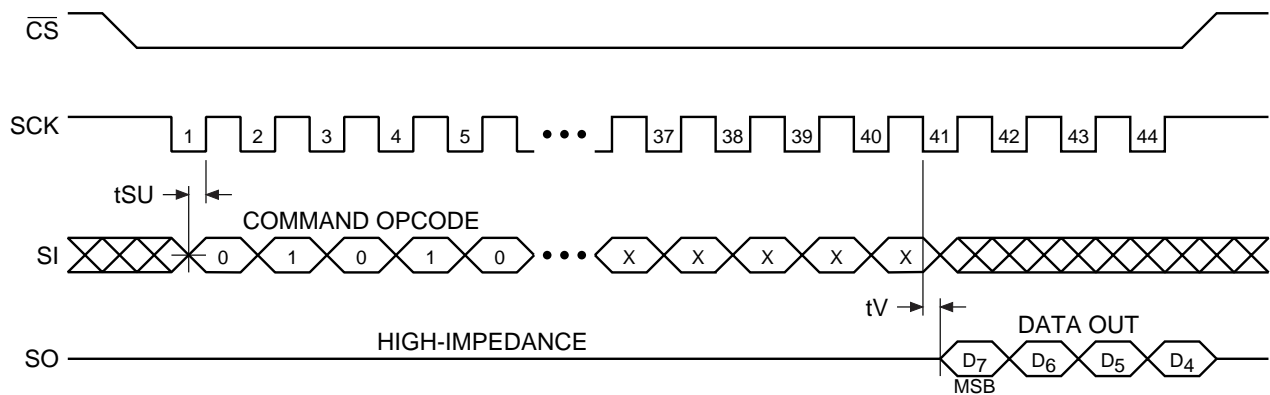 CS
SCK 1 2 3 4 5 ••• 37 38 39 40 41 42 43 44
tSU
COMMAND OPCODE
SI 0 1 0 1 0 ••• X X X X X
tV
HIGH-IMPEDANCE DATA OUT
SO D7 D6 D5 D4
MSB